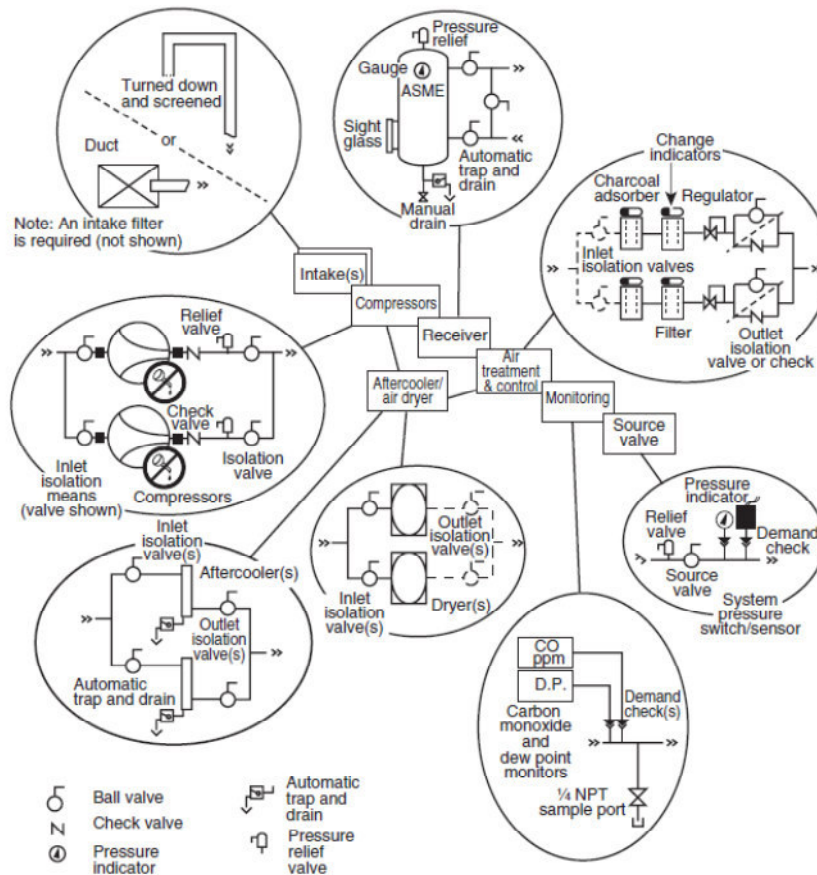 Turned down
and screened
or
Duct
Note: An intake filter
is required (not shown)
Pressure
relief
Gauge
ASME
Sight
glass
Automatic
trap and
drain
Manual
drain
Change
indicators
Charcoal
adsorber
Regulator
Inlet
isolation valves
Filter
Outlet
isolation
valve or check
Intake(s)
Compressors
Receiver
Air
treatment
& control
Aftercooler/
air dryer
Monitoring
Source
valve
Relief
valve
Check
valve
Inlet
isolation
means
(valve shown)
Compressors
Isolation
valve
Inlet
isolation
valve(s)
Aftercooler(s)
Outlet
isolation
valve(s)
Automatic
trap and drain
Outlet
isolation
valve(s)
Inlet
isolation
valve(s)
Dryer(s)
Pressure
indicator
Relief
valve
Demand
check
Source
valve
System
pressure
switch/sensor
CO
ppm
D.P.
Carbon
monoxide
and
dew point
monitors
Demand
check(s)
¼ NPT
sample port
Ball valve
Check valve
Pressure
indicator
Automatic
trap and
drain
Pressure
relief
valve